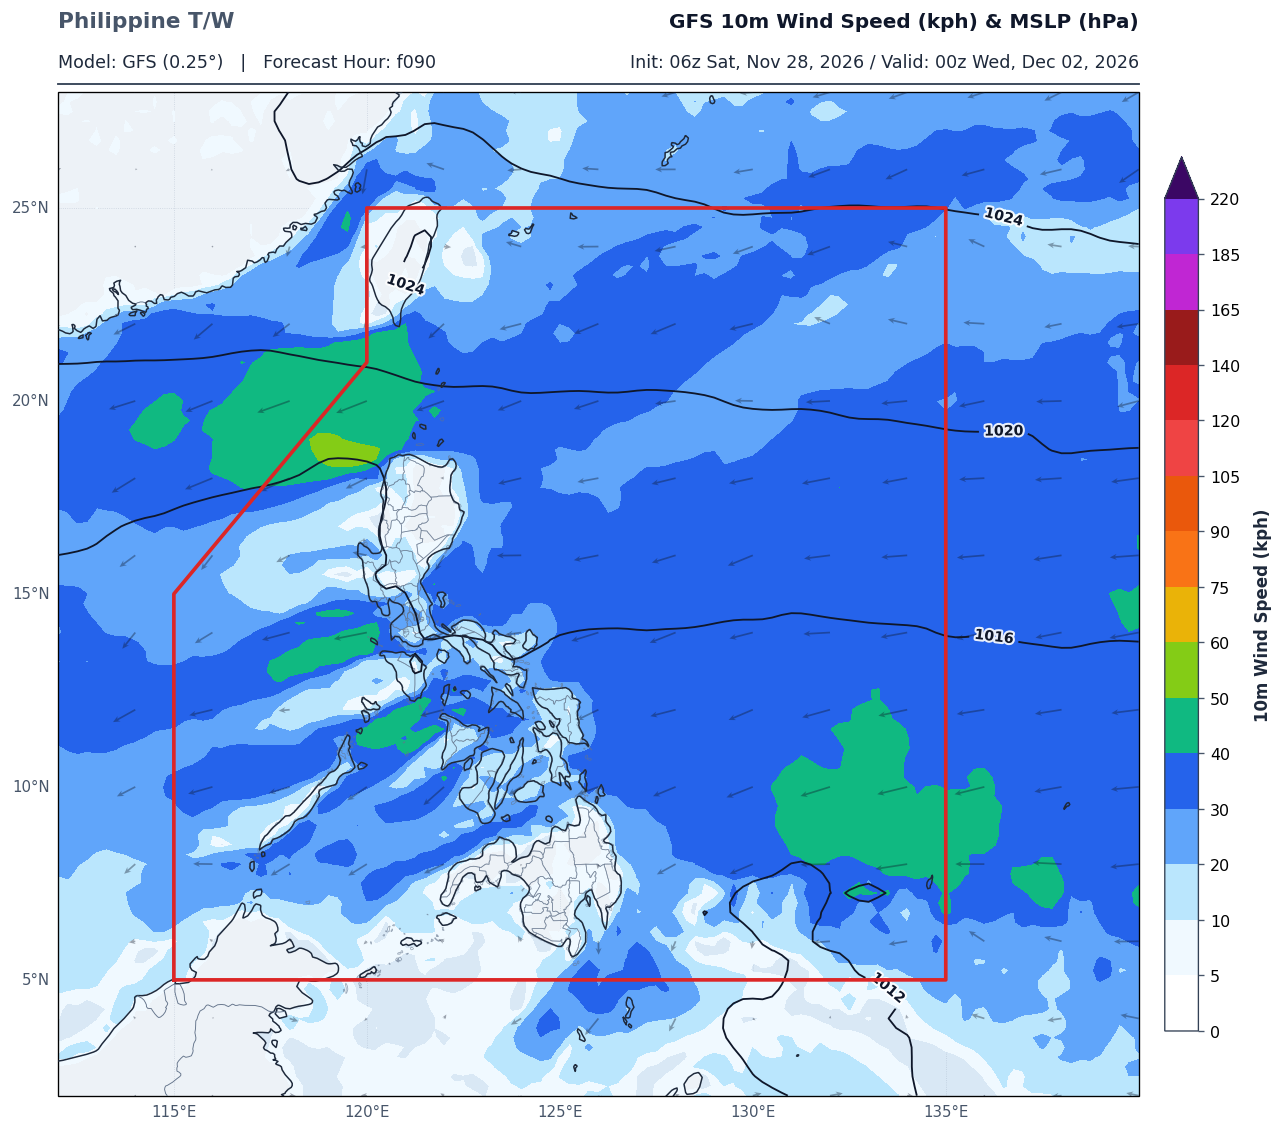 Philippine T/W
GFS 10m Wind Speed (kph) & MSLP (hPa)
Model: GFS (0.25°)   |   Forecast Hour: f090
Init: 06z Sat, Nov 28, 2026 / Valid: 00z Wed, Dec 02, 2026
25°N
20°N
15°N
10°N
5°N
115°E
120°E
125°E
130°E
135°E
1024
1024
1020
1016
1012
220
185
165
140
120
105
90
75
60
50
40
30
20
10
5
0
10m Wind Speed (kph)